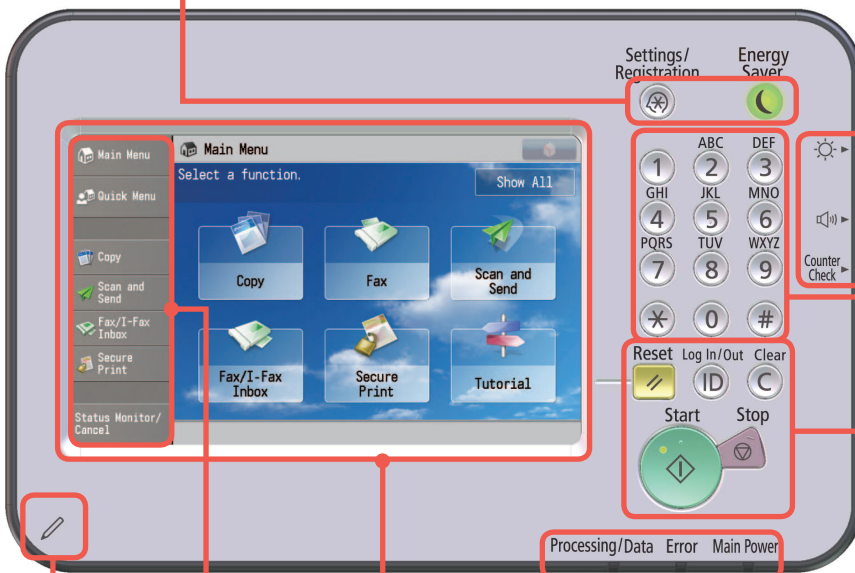 Settings/
Registration
Energy
Saver
Main Menu
Quick Menu
Copy
Scan and
Send
Fax/I-Fax
Inbox
Secure
Print
Status Monitor/
Cancel
Main Menu
Select a function.
Show All
Copy
Fax
Scan and
Send
Fax/I-Fax
Inbox
Secure
Print
Tutorial
ABC
DEF
1
2
3
GHI
JKL
MNO
4
5
6
PQRS
TUV
WXYZ
7
8
9
0
#
Counter
Check
Reset
Log In/Out
Clear
ID
C
Start
Stop
Processing/Data
Error
Main Power